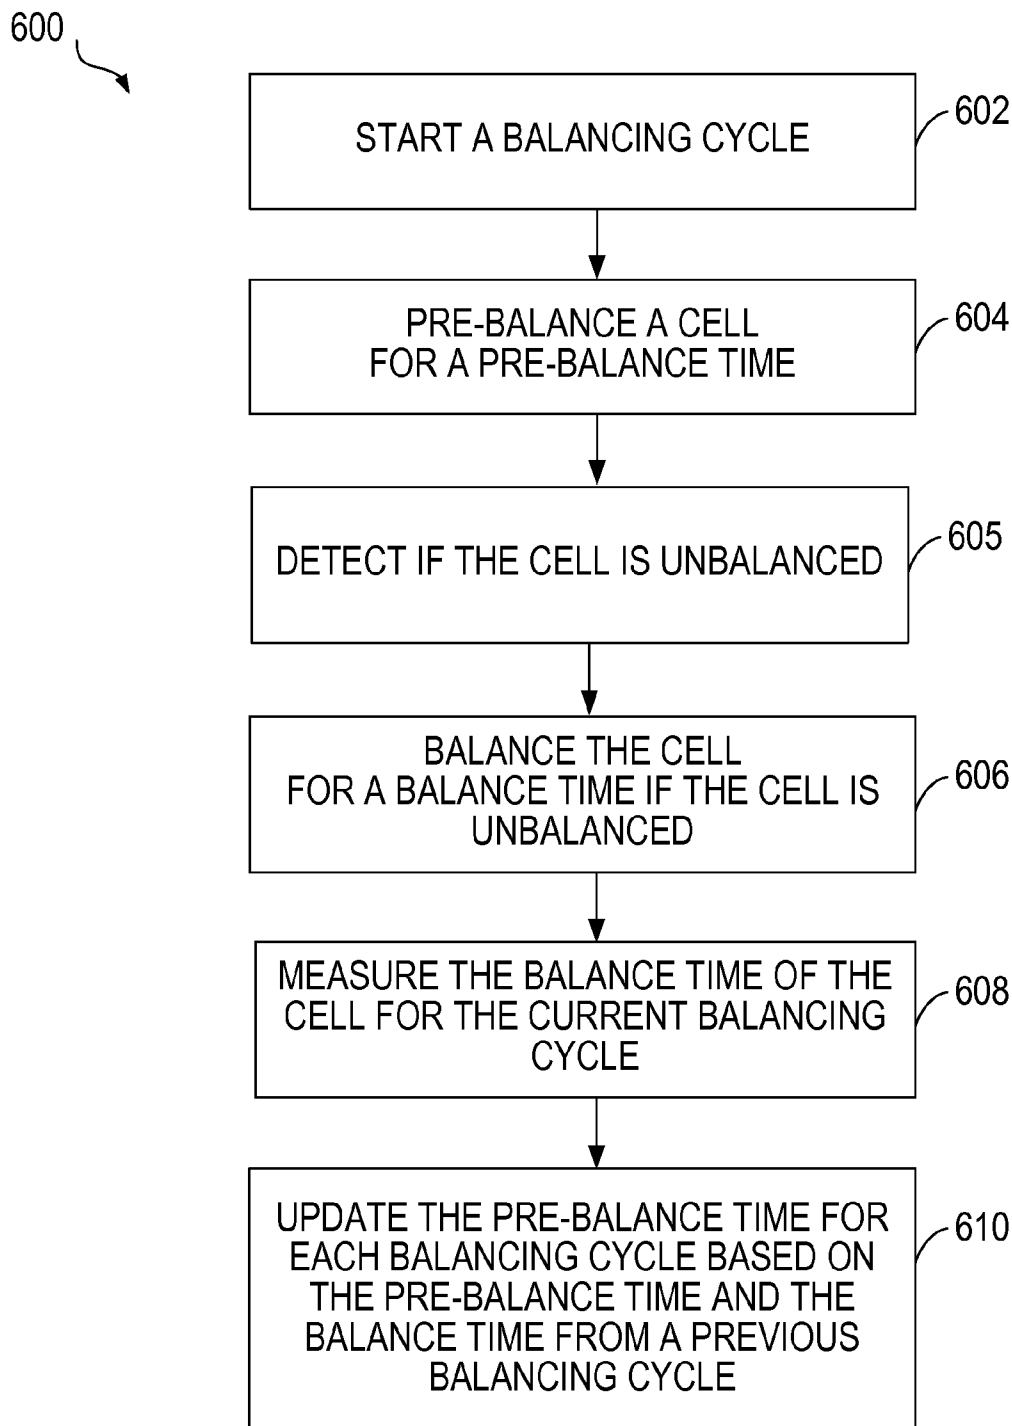 600
START A BALANCING CYCLE
602
PRE-BALANCE A CELL
FOR A PRE-BALANCE TIME
604
DETECT IF THE CELL IS UNBALANCED
605
BALANCE THE CELL
FOR A BALANCE TIME IF THE CELL IS
UNBALANCED
606
MEASURE THE BALANCE TIME OF THE
CELL FOR THE CURRENT BALANCING
CYCLE
608
UPDATE THE PRE-BALANCE TIME FOR
EACH BALANCING CYCLE BASED ON
THE PRE-BALANCE TIME AND THE
BALANCE TIME FROM A PREVIOUS
BALANCING CYCLE
610